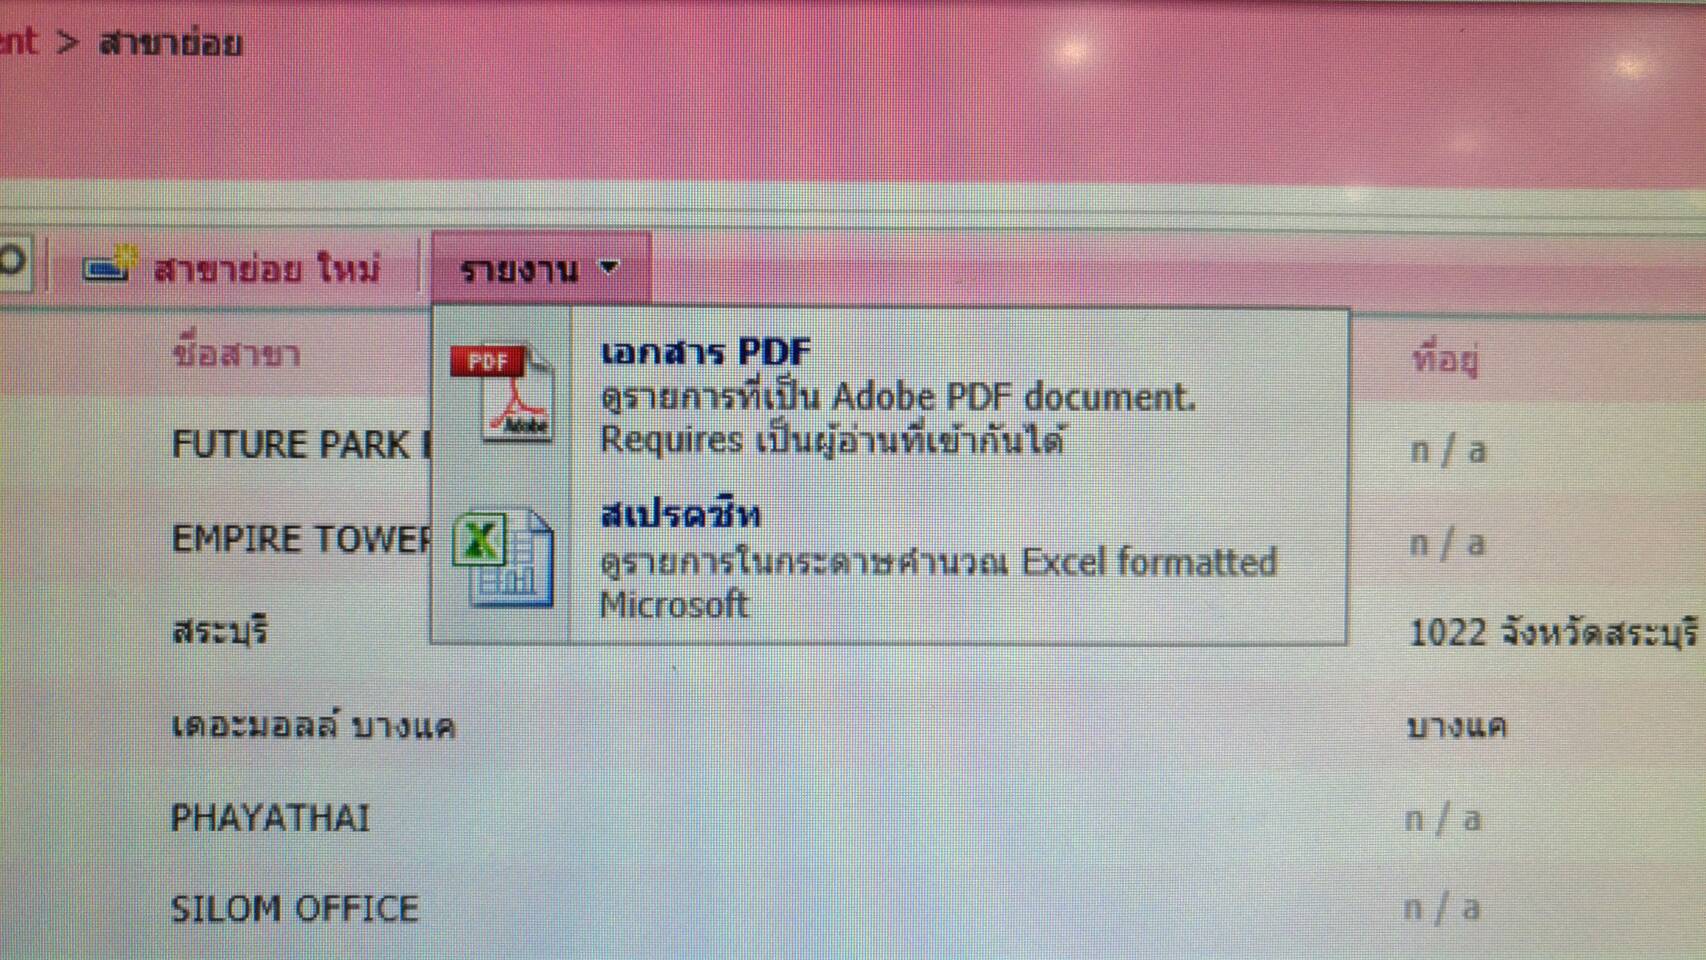 > สาขาย่อย
สาขาย่อย ใหม่
รายงาน
ชื่อสาขา
ที่อยู่
PDF
Adobe
เอกสาร PDF
ดูรายการที่เป็น Adobe PDF document.
Requires เป็นผู้อ่านที่เข้ากันได้
สเปรดชีท
ดูรายการในกระดาษคำนวณ Excel formatted
Microsoft
FUTURE PARK
n / a
EMPIRE TOWER
n / a
สระบุรี
1022 จังหวัดสระบุรี
เดอะมอลล์ บางแค
บางแค
PHAYATHAI
n / a
SILOM OFFICE
n / a